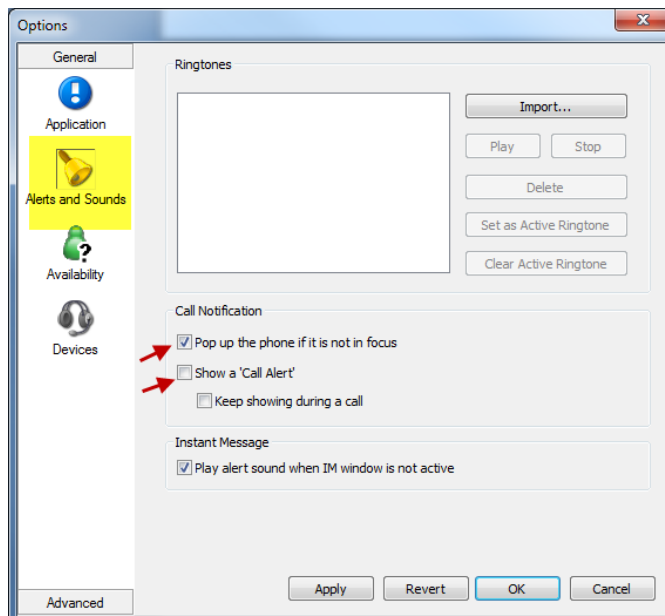 Options
General
Application
Alerts and Sounds
Availability
Devices
Advanced
Ringtones
Import...
Play
Stop
Delete
Set as Active Ringtone
Clear Active Ringtone
Call Notification
Pop up the phone if it is not in focus
Show a 'Call Alert'
Keep showing during a call
Instant Message
Play alert sound when IM window is not active
Apply
Revert
OK
Cancel